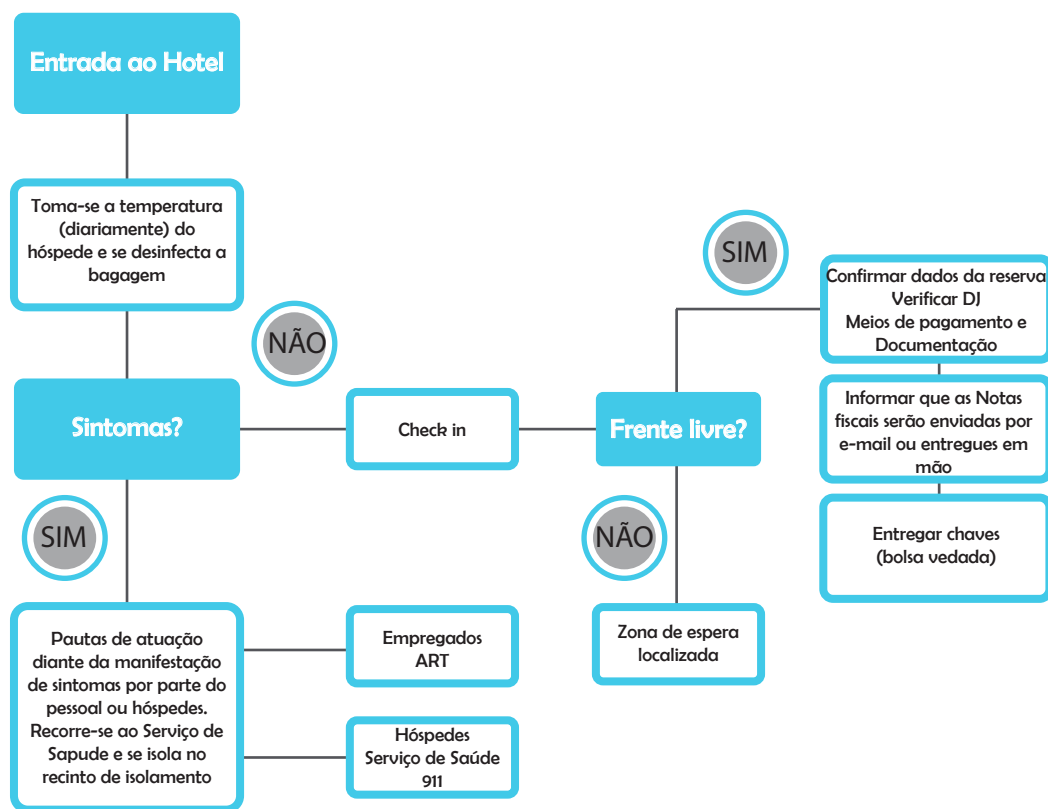 Entrada ao Hotel
Toma-se a temperatura
(diariamente) do
hóspede e se desinfecta a
bagagem
NÃO
SIM
Confirmar dados da reserva
Verificar DJ
Meios de pagamento e
Documentação
Sintomas?
Check in
Frente livre?
Informar que as Notas
fiscais serão enviadas por
e-mail ou entregues em
mão
SIM
NÃO
Entregar chaves
(bolsa vedada)
Pautas de atuação
diante da manifestação
de sintomas por parte do
pessoal ou hóspedes.
Recorre-se ao Serviço de
Sapude e se isola no
recinto de isolamento
Empregados
ART
Zona de espera
localizada
Hóspedes
Serviço de Saúde
911